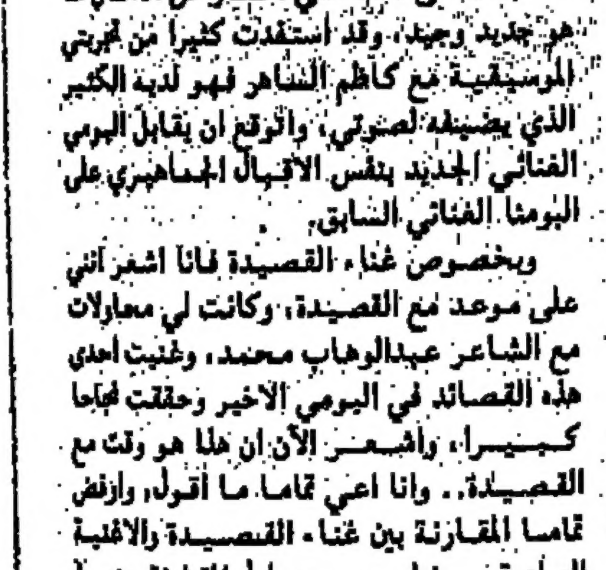 هو جديد وجيد، وقد أستفدت كثيرا من تجربتي
الموسيقية مع كاظم الساهر فهو لديه الكثير
الذي يضيفه لصوتي، واتوقع ان يقابل البومي
الغنائي الجديد بنفس الاقبال الجماهيري على
البومنا الغنائي السابق.
وبخصوص غناء القصيدة فانا اشعر أنني
على موعد مع القصيدة، وكانت لي محاولات
مع الشاعر عبدالوهاب محمد، وغنيت احدى
هذه القصائد في البومي الاخير وحققت نجاحا
كبيرا، واشعر الآن ان هذا هو وقت مع
القصيدة.. وانا اعي تماما ما أقول، وارفض
تماما المقارنة بين غناء القصيدة والاغنية